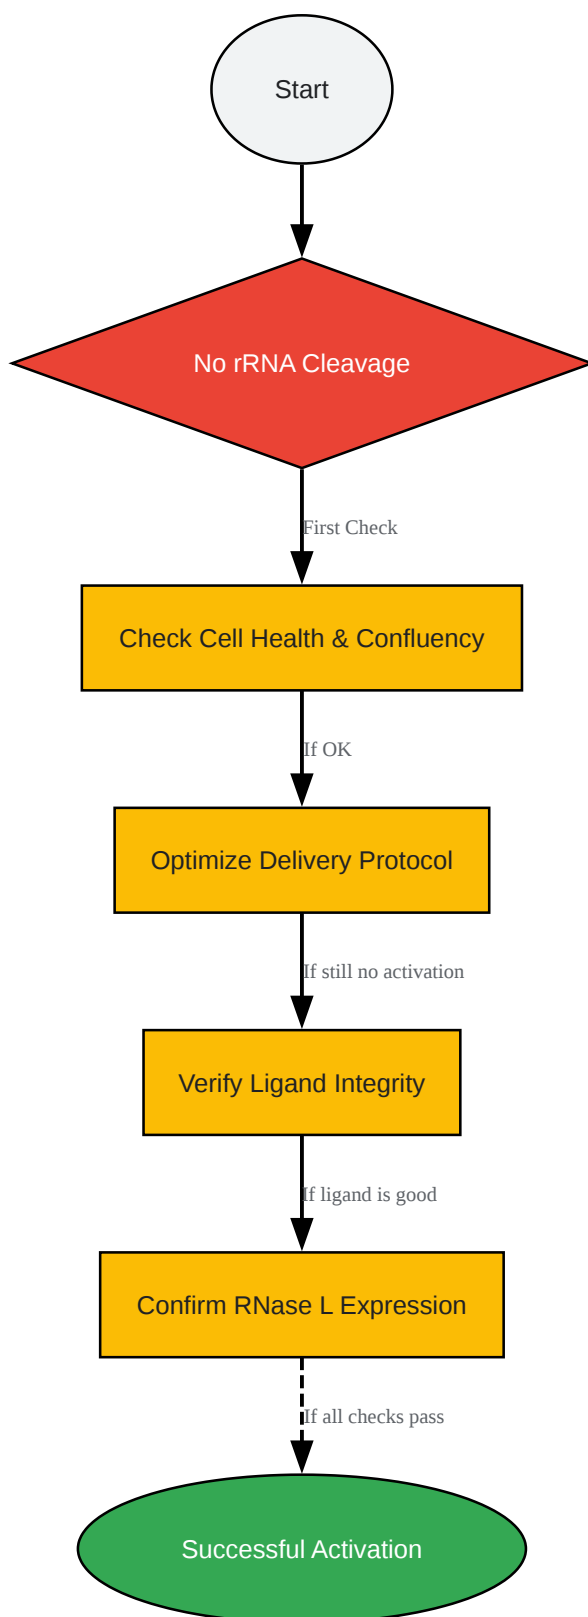 Start
No rRNA Cleavage
First Check
Check Cell Health & Confluency
If OK
Optimize Delivery Protocol
If still no activation
Verify Ligand Integrity
If ligand is good
Confirm RNase L Expression
If all checks pass
Successful Activation